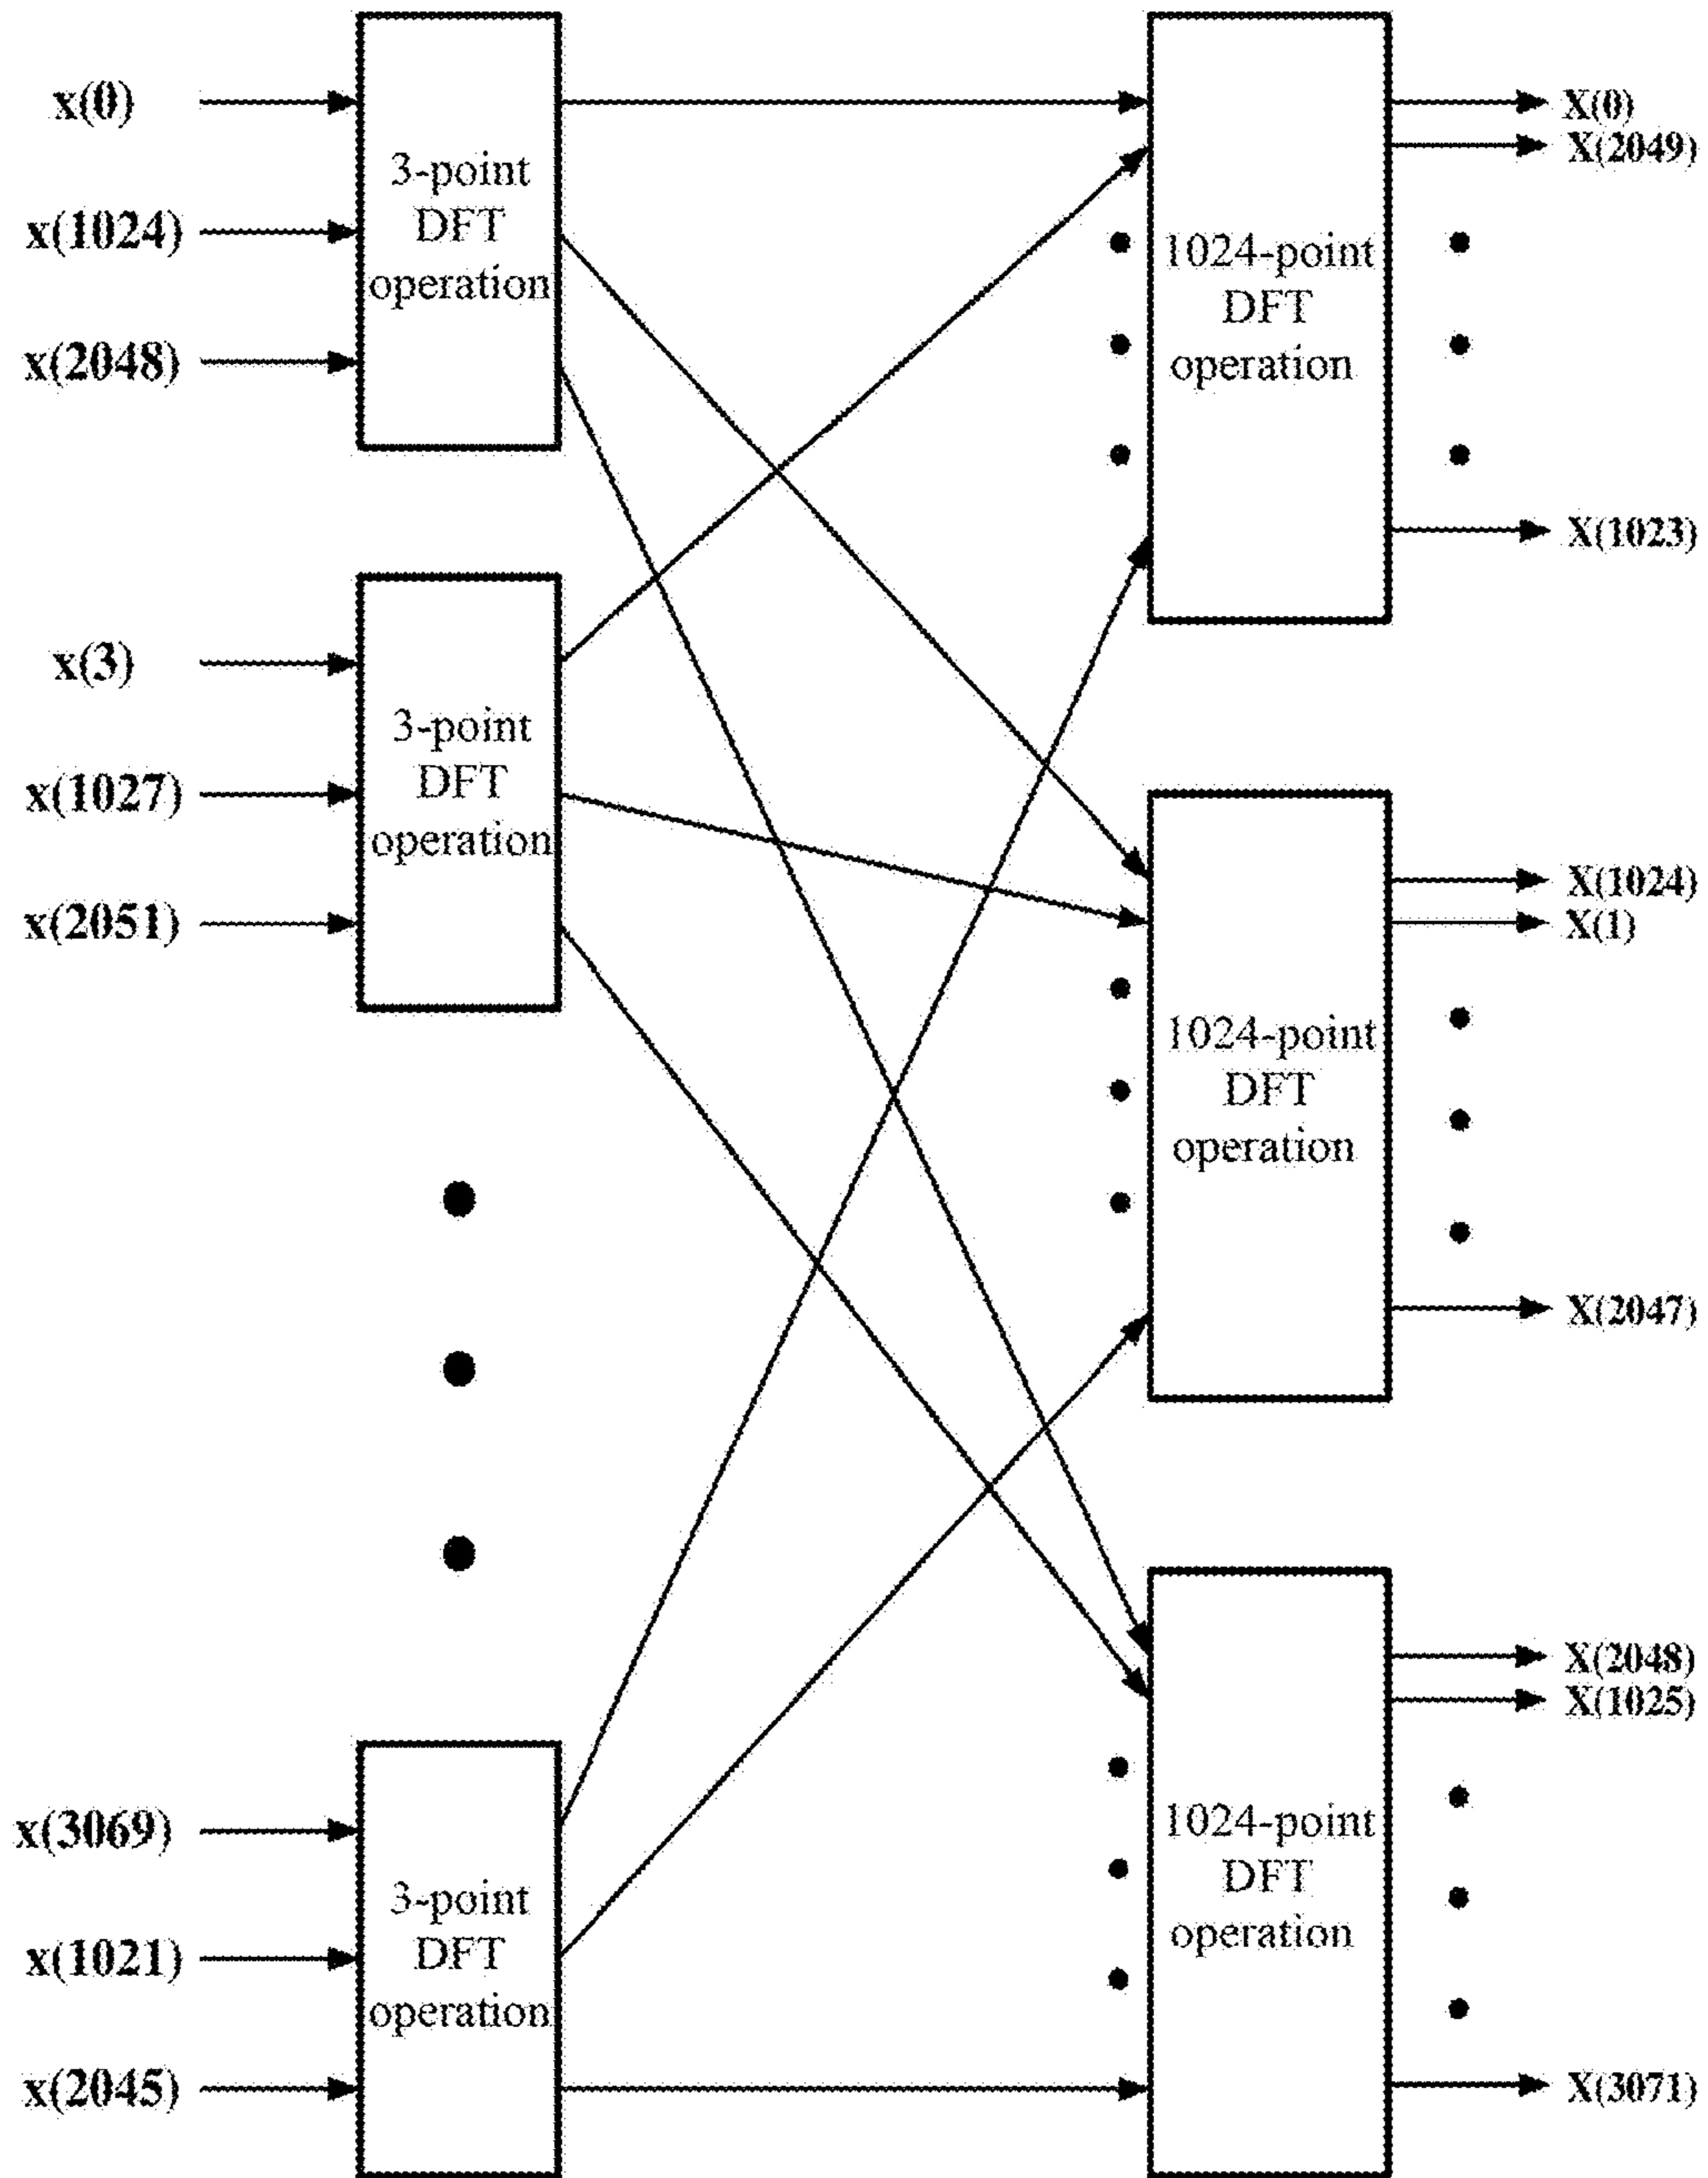 x(0)
x(1024)
x(2048)
3-point
DFT
operation
x(3)
x(1027)
x(2051)
3-point
DFT
operation
x(3069)
x(1021)
x(2045)
3-point
DFT
operation
1024-point
DFT
operation
X(0)
X(2049)
X(1023)
1024-point
DFT
operation
X(1024)
X(1)
X(2047)
1024-point
DFT
operation
X(2048)
X(1025)
X(3071)